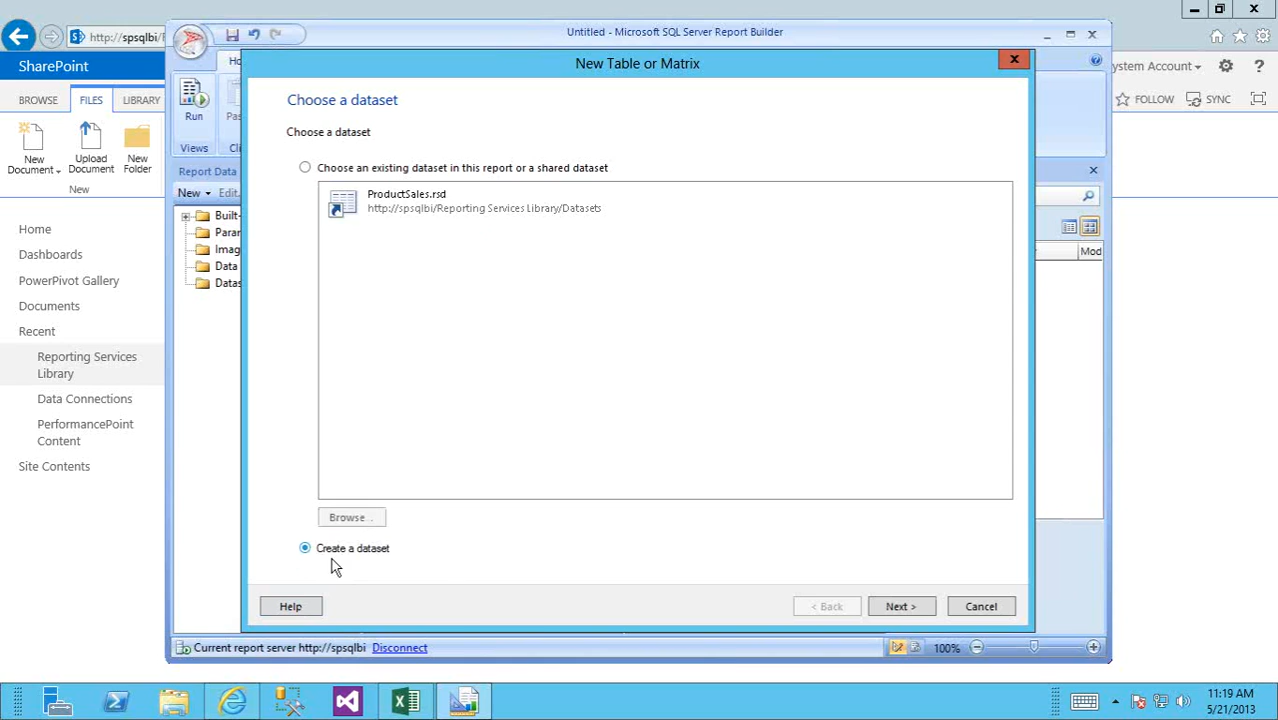 http://spsqlbi/
Untitled - Microsoft SQL Server Report Builder
SharePoint
New Table or Matrix
ystem Account
?
BROWSE
FILES
LIBRARY
FOLLOW
SYNC
New
Document
Upload
Document
New
Folder
New
Run
Views
Report Data
New
Edit
Built-
Paran
Imag
Data
Datas
Home
Dashboards
PowerPivot Gallery
Documents
Recent
Reporting Services
Library
Data Connections
PerformancePoint
Content
Site Contents
Choose a dataset
Choose a dataset
Choose an existing dataset in this report or a shared dataset
ProductSales.rsd
http://spsqlbi/Reporting Services Library/Datasets
Mod
Browse...
Create a dataset
Help
< Back
Next >
Cancel
Current report server http://spsqlbi
Disconnect
100%
11:19 AM
5/21/2013